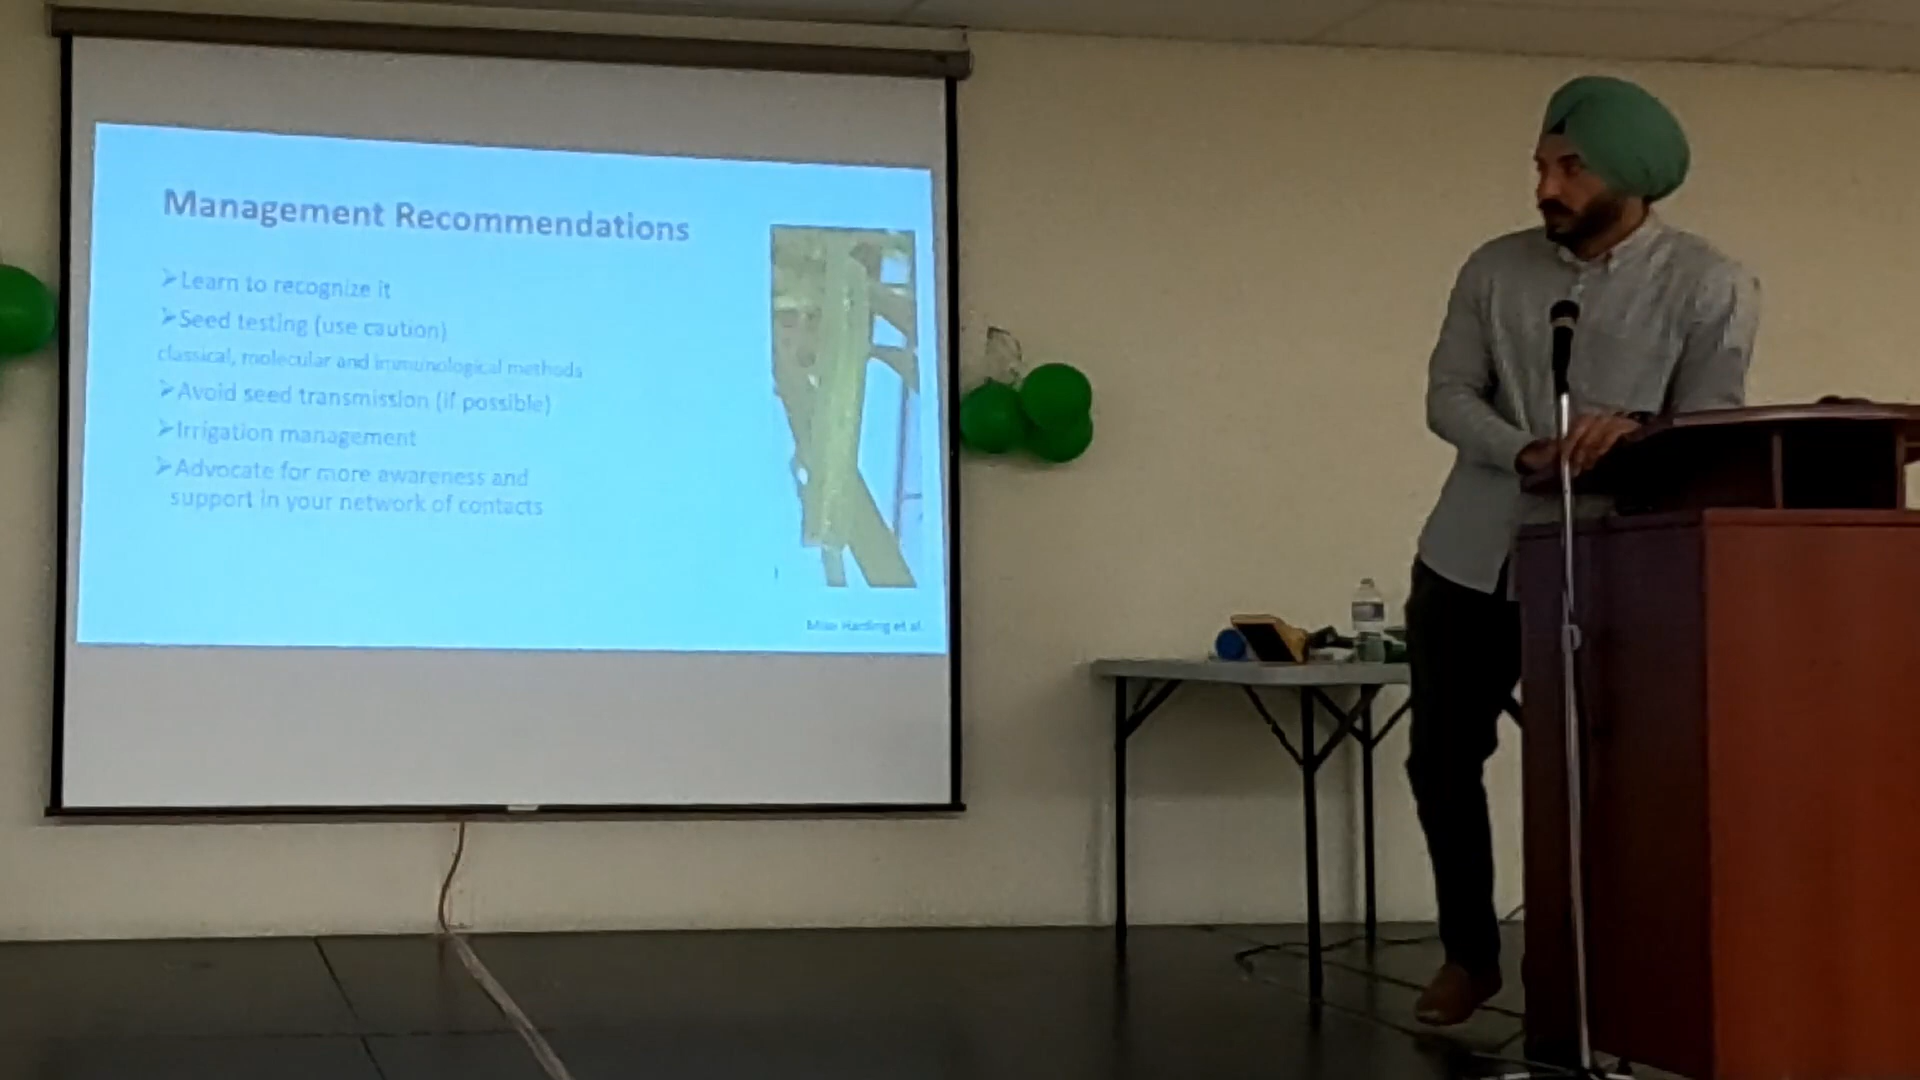 Management Recommendations
➢Learn to recognize it
➢Seed testing (use caution)
classical, molecular and immunological methods
➢Avoid seed transmission (if possible)
➢Irrigation management
➢Advocate for more awareness and
support in your network of contacts
Mike Harding et al.